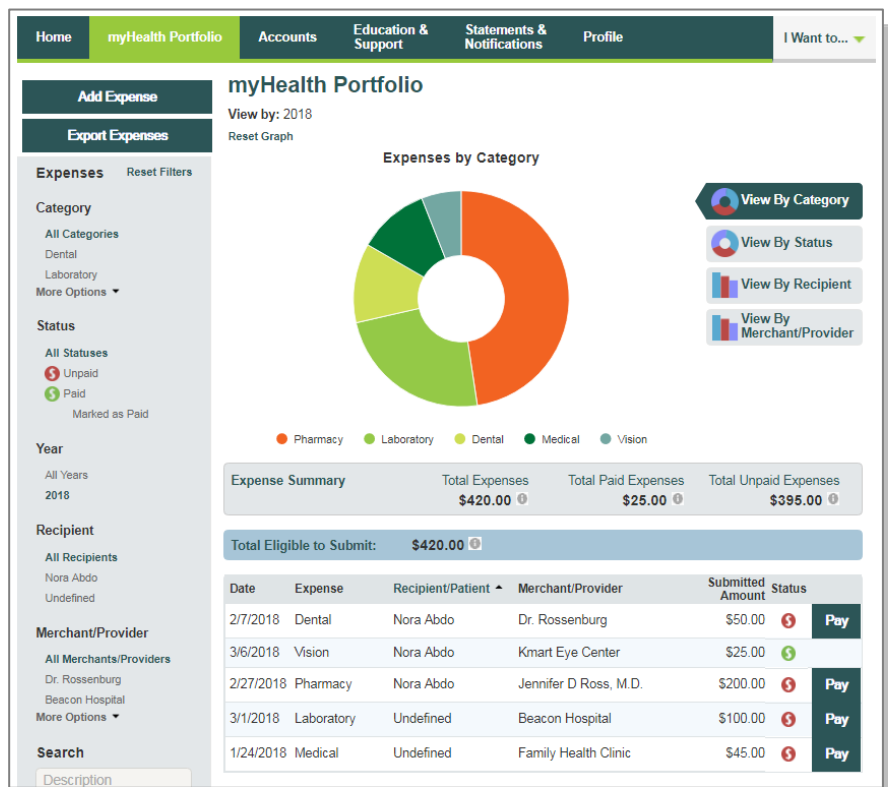 Home
myHealth Portfolio
Accounts
Education &
Support
Statements &
Notifications
Profile
I Want to...
Add Expense
Export Expenses
Expenses
Reset Filters
Category
All Categories
Dental
Laboratory
More Options
Status
All Statuses
Unpaid
Paid
Marked as Paid
Year
All Years
2018
Recipient
All Recipients
Nora Abdo
Undefined
Merchant/Provider
All Merchants/Providers
Dr. Rossenburg
Beacon Hospital
More Options
Search
Description
myHealth Portfolio
View by: 2018
Reset Graph
Expenses by Category
View By Category
View By Status
View By Recipient
View By
Merchant/Provider
Pharmacy Laboratory Dental Medical Vision
Expense Summary
Total Expenses
$420.00
Total Paid Expenses
$25.00
Total Unpaid Expenses
$395.00
Total Eligible to Submit: $420.00
Date Expense Recipient/Patient Merchant/Provider Submitted Amount Status
2/7/2018 Dental Nora Abdo Dr. Rossenburg $50.00 Pay
3/6/2018 Vision Nora Abdo Kmart Eye Center $25.00
2/27/2018 Pharmacy Nora Abdo Jennifer D Ross, M.D. $200.00 Pay
3/1/2018 Laboratory Undefined Beacon Hospital $100.00 Pay
1/24/2018 Medical Undefined Family Health Clinic $45.00 Pay